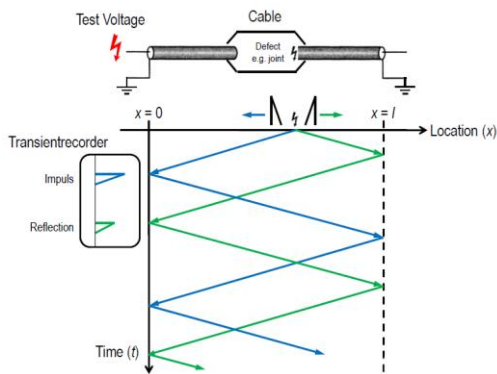 Test Voltage
Cable
Defect
e.g. joint
x = 0
x = l
Location (x)
Transientrecorder
Impuls
Reflection
Time (t)